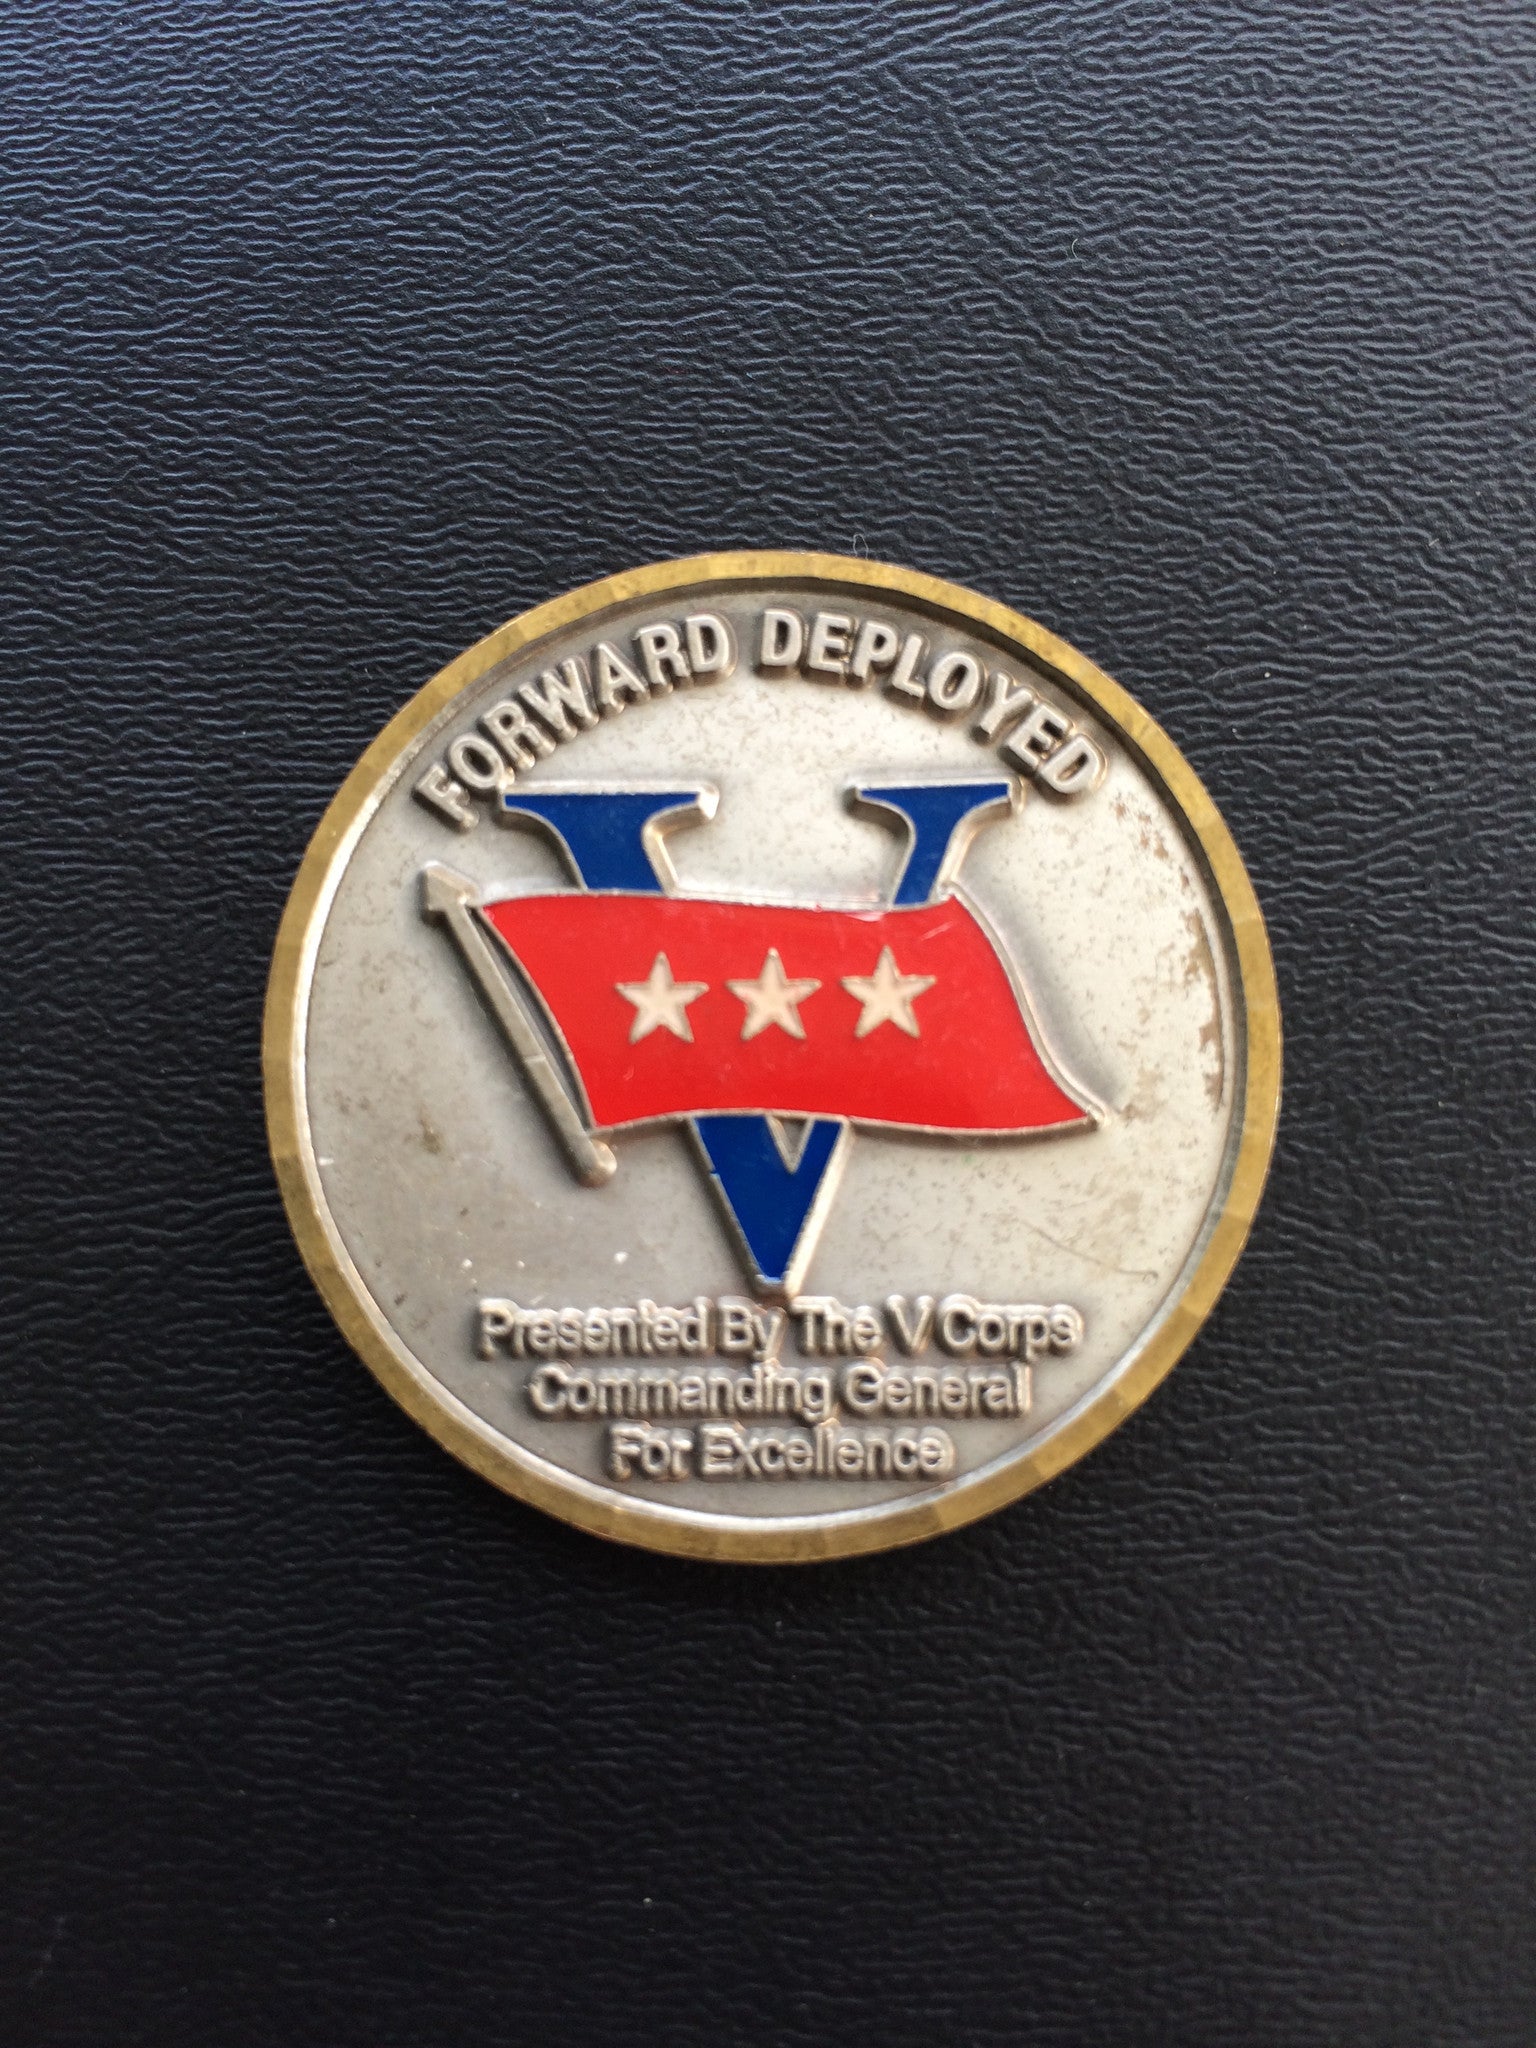 FORWARD DEPLOYED
V
Presented By The V Corps
Commanding General
For Excellence